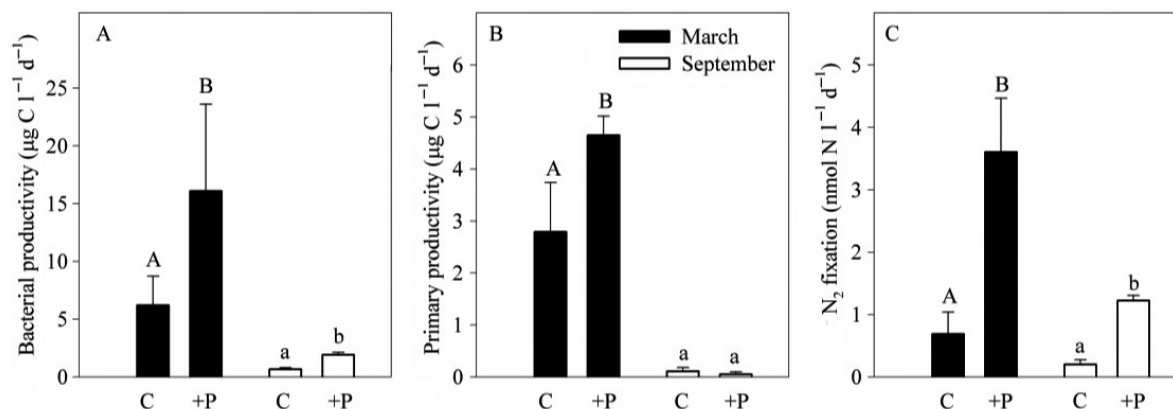 A
Bacterial productivity (µg C l⁻¹ d⁻¹)
25
20
15
10
5
0
A
B
a
b
C +P C +P
B
March
September
Primary productivity (µg C l⁻¹ d⁻¹)
6
5
4
3
2
1
0
A
B
a
a
C +P C +P
C
N₂ fixation (nmol N l⁻¹ d⁻¹)
5
4
3
2
1
0
A
B
a
b
C +P C +P